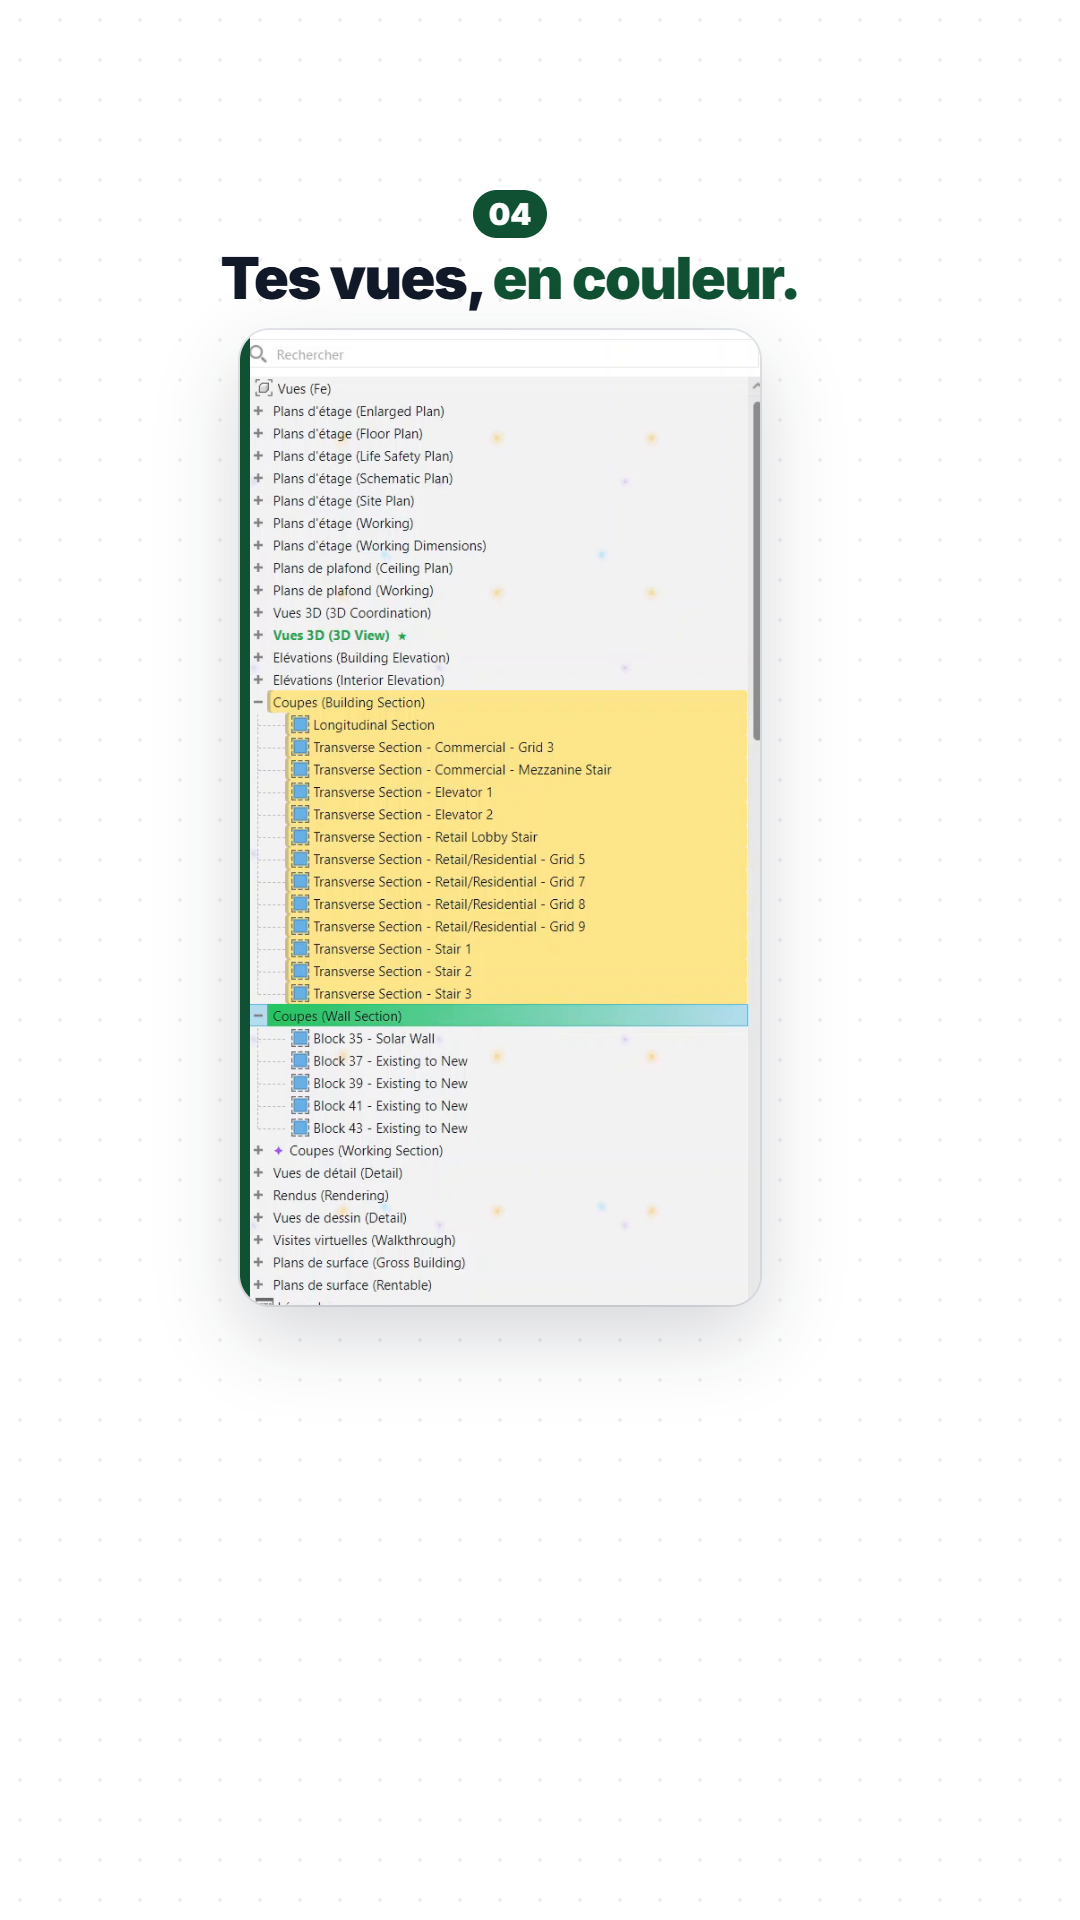 04
Tes vues, en couleur.
Rechercher
Vues (Fe)
Plans d'étage (Enlarged Plan)
Plans d'étage (Floor Plan)
Plans d'étage (Life Safety Plan)
Plans d'étage (Schematic Plan)
Plans d'étage (Site Plan)
Plans d'étage (Working)
Plans d'étage (Working Dimensions)
Plans de plafond (Ceiling Plan)
Plans de plafond (Working)
Vues 3D (3D Coordination)
Vues 3D (3D View) ★
Elévations (Building Elevation)
Elévations (Interior Elevation)
Coupes (Building Section)
Longitudinal Section
Transverse Section - Commercial - Grid 3
Transverse Section - Commercial - Mezzanine Stair
Transverse Section - Elevator 1
Transverse Section - Elevator 2
Transverse Section - Retail Lobby Stair
Transverse Section - Retail/Residential - Grid 5
Transverse Section - Retail/Residential - Grid 7
Transverse Section - Retail/Residential - Grid 8
Transverse Section - Retail/Residential - Grid 9
Transverse Section - Stair 1
Transverse Section - Stair 2
Transverse Section - Stair 3
Coupes (Wall Section)
Block 35 - Solar Wall
Block 37 - Existing to New
Block 39 - Existing to New
Block 41 - Existing to New
Block 43 - Existing to New
✦ Coupes (Working Section)
Vues de détail (Detail)
Rendus (Rendering)
Vues de dessin (Detail)
Visites virtuelles (Walkthrough)
Plans de surface (Gross Building)
Plans de surface (Rentable)